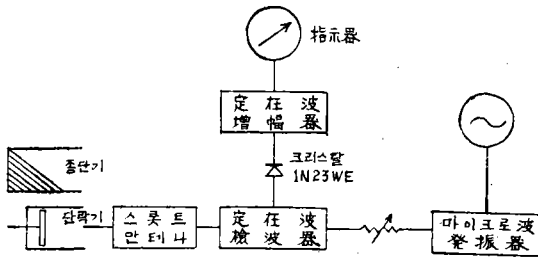 指示器
定在波
增幅器
크리스탈
1N23WE
종단기
단락기
스롯트
안테나
定在波
檢波器
마이크로波
発振器